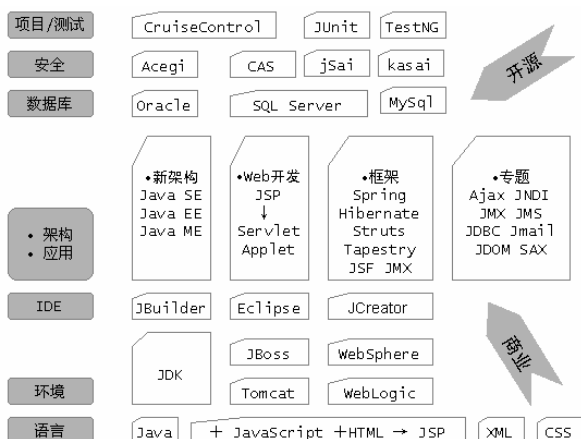 项目/测试
CruiseControl
JUnit
TestNG
安全
Acegi
CAS
jSai
kasai
开源
数据库
Oracle
SQL Server
MySql
• 架构
• 应用
•新架构
Java SE
Java EE
Java ME
•Web开发
JSP
↓
Servlet
Applet
•框架
Spring
Hibernate
Struts
Tapestry
JSF JMX
•专题
Ajax JNDI
JMX JMS
JDBC Jmail
JDOM SAX
IDE
JBuilder
Eclipse
JCreator
商业
环境
JDK
JBoss
WebSphere
Tomcat
WebLogic
语言
Java
+ JavaScript +HTML → JSP
XML
CSS